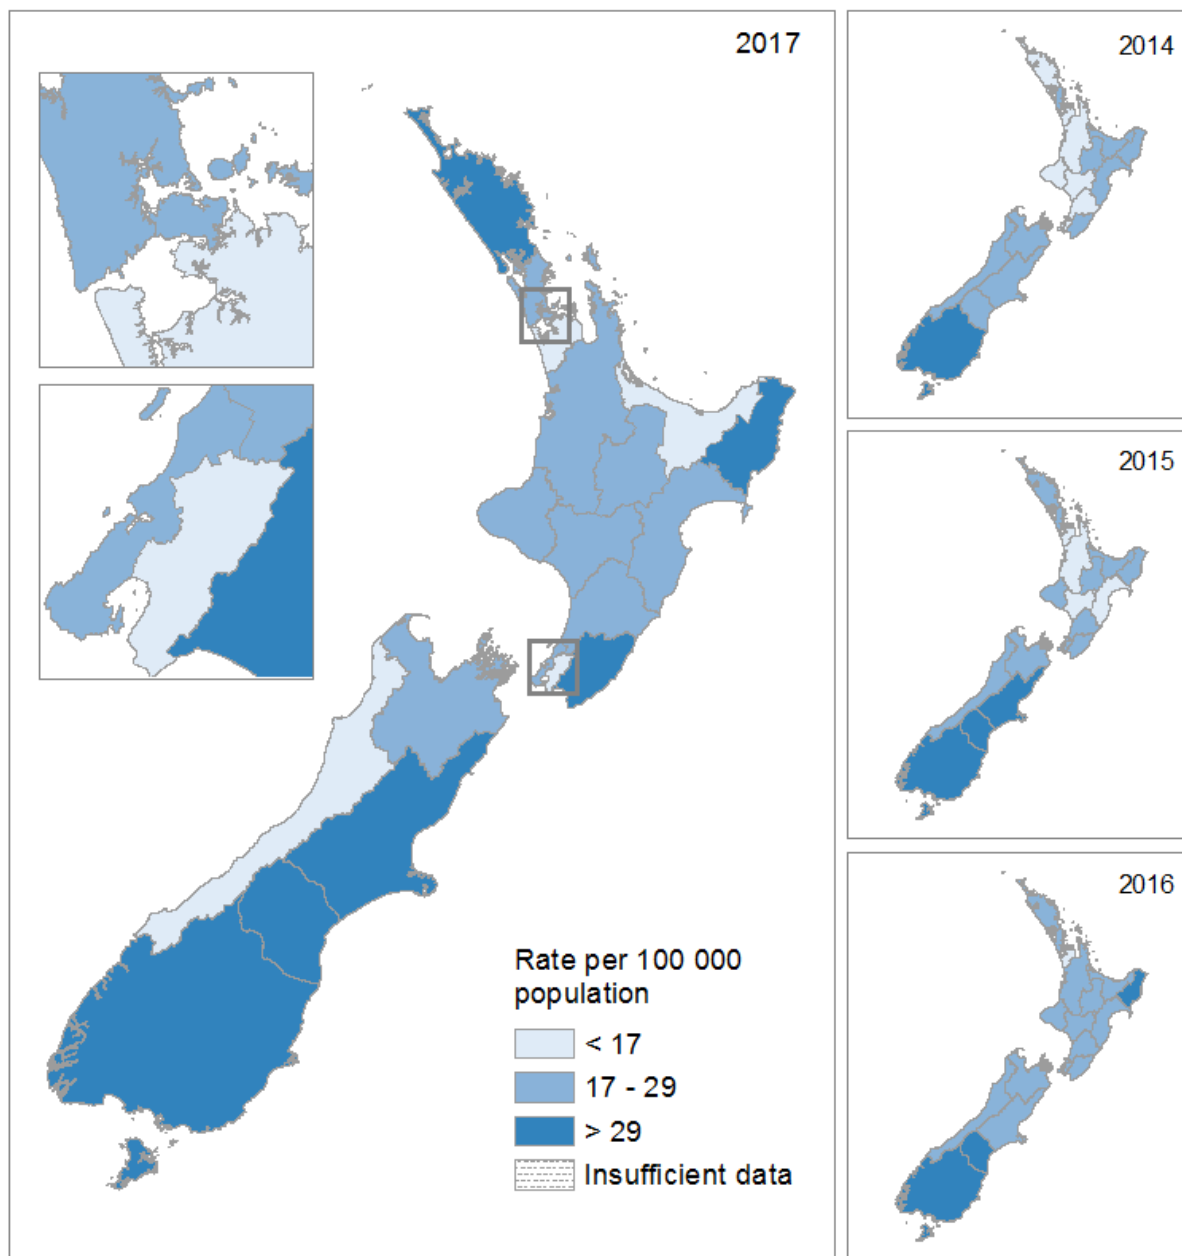 2017
2014
2015
2016
Rate per 100 000
population
< 17
17 - 29
> 29
Insufficient data